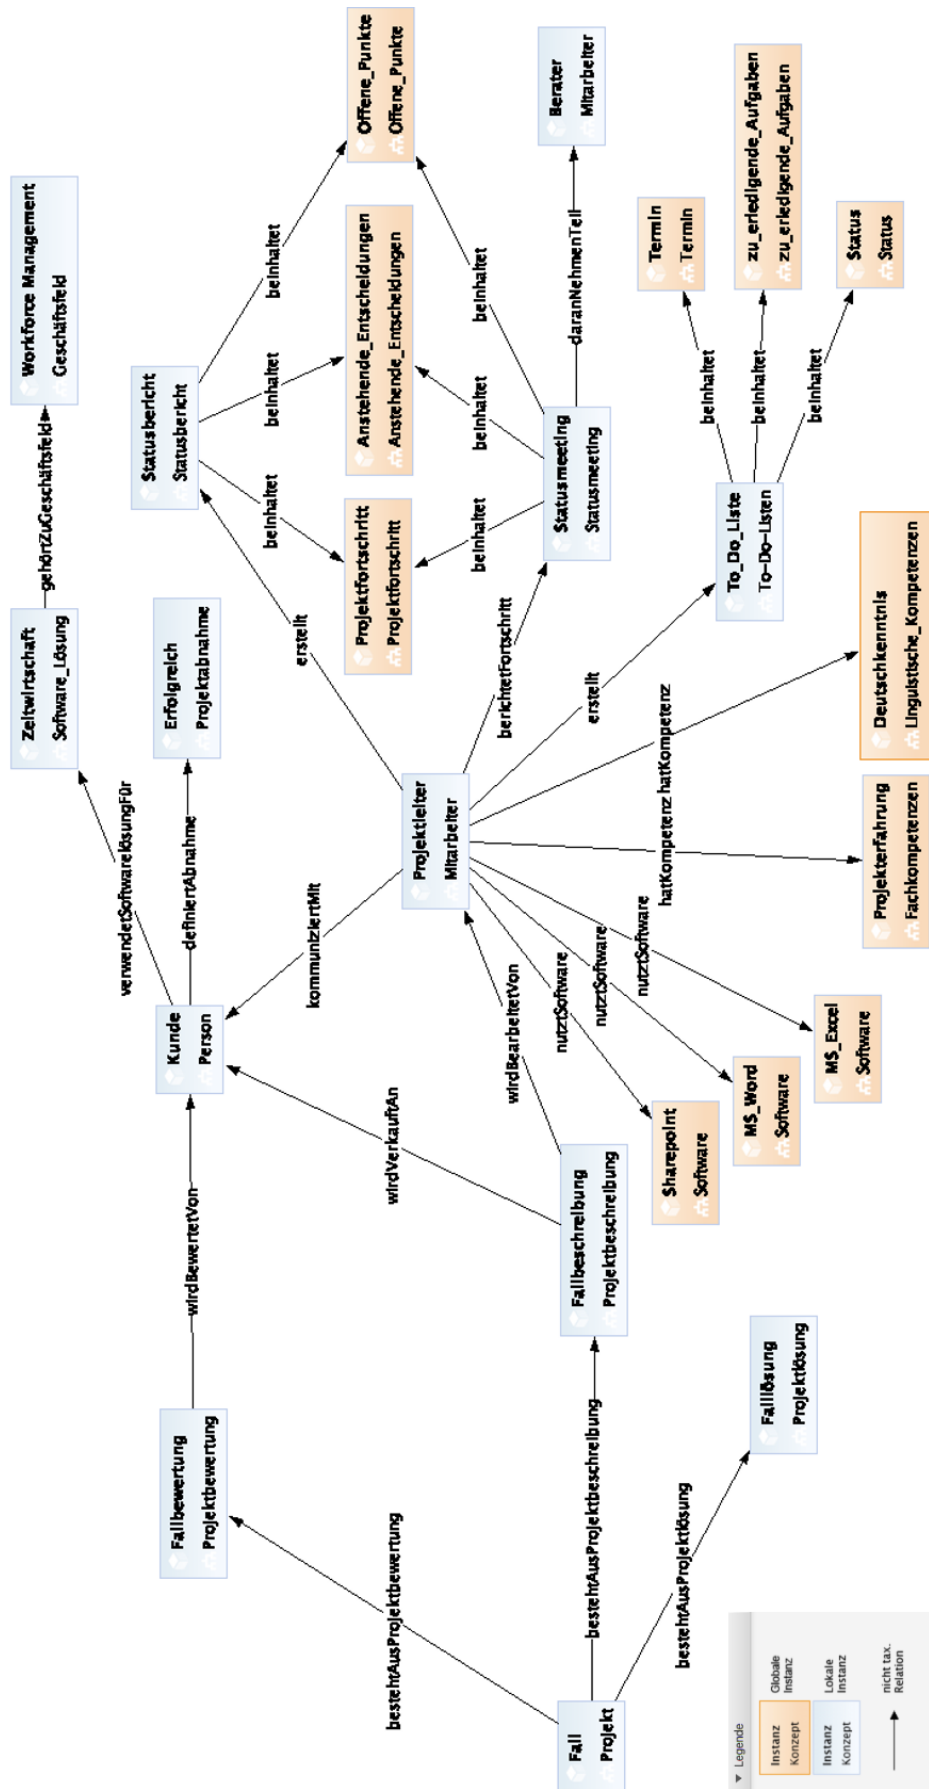 Workforce Management
Geschäftsfeld
gehörtZuGeschäftsfeld
Zeitwirtschaft
Software_Lösung
verwendetSoftwarelösungFür
Erfolgreich
Projektabnahme
definiertAbnahme
Kunde
Person
wirdBewertetVon
Fallbewertung
Projektbewertung
Statusbericht
Statusbericht
beinhaltet
beinhaltet
beinhaltet
Offene_Punkte
Offene_Punkte
Anstehende_Entscheidungen
Anstehende_Entscheidungen
Projektfortschritt
Projektfortschritt
erstellt
beinhaltet
beinhaltet
beinhaltet
Statusmeeting
Statusmeeting
daranNehmenTeil
Berater
Mitarbeiter
berichtetFortschritt
kommuniziertMit
Projektleiter
Mitarbeiter
wirdVerkauftAn
wirdBearbeitetVon
Fallbeschreibung
Projektbeschreibung
bestehtAusProjektbewertung
bestehtAusProjektbeschreibung
bestehtAusProjektlösung
Fall
Projekt
Falllösung
Projektlösung
nutztSoftware
nutztSoftware
nutztSoftware
Sharepoint
Software
MS_Word
Software
MS_Excel
Software
hatKompetenz
hatKompetenz
Projekterfahrung
Fachkompetenzen
Deutschkenntnis
Linguistische_Kompetenzen
erstellt
To_Do_Liste
To-Do-Listen
beinhaltet
beinhaltet
beinhaltet
Termin
Termin
zu_erledigende_Aufgaben
zu_erledigende_Aufgaben
Status
Status
Legende
Instanz
Konzept
Globale
Instanz
Instanz
Konzept
Lokale
Instanz
nicht tax.
Relation